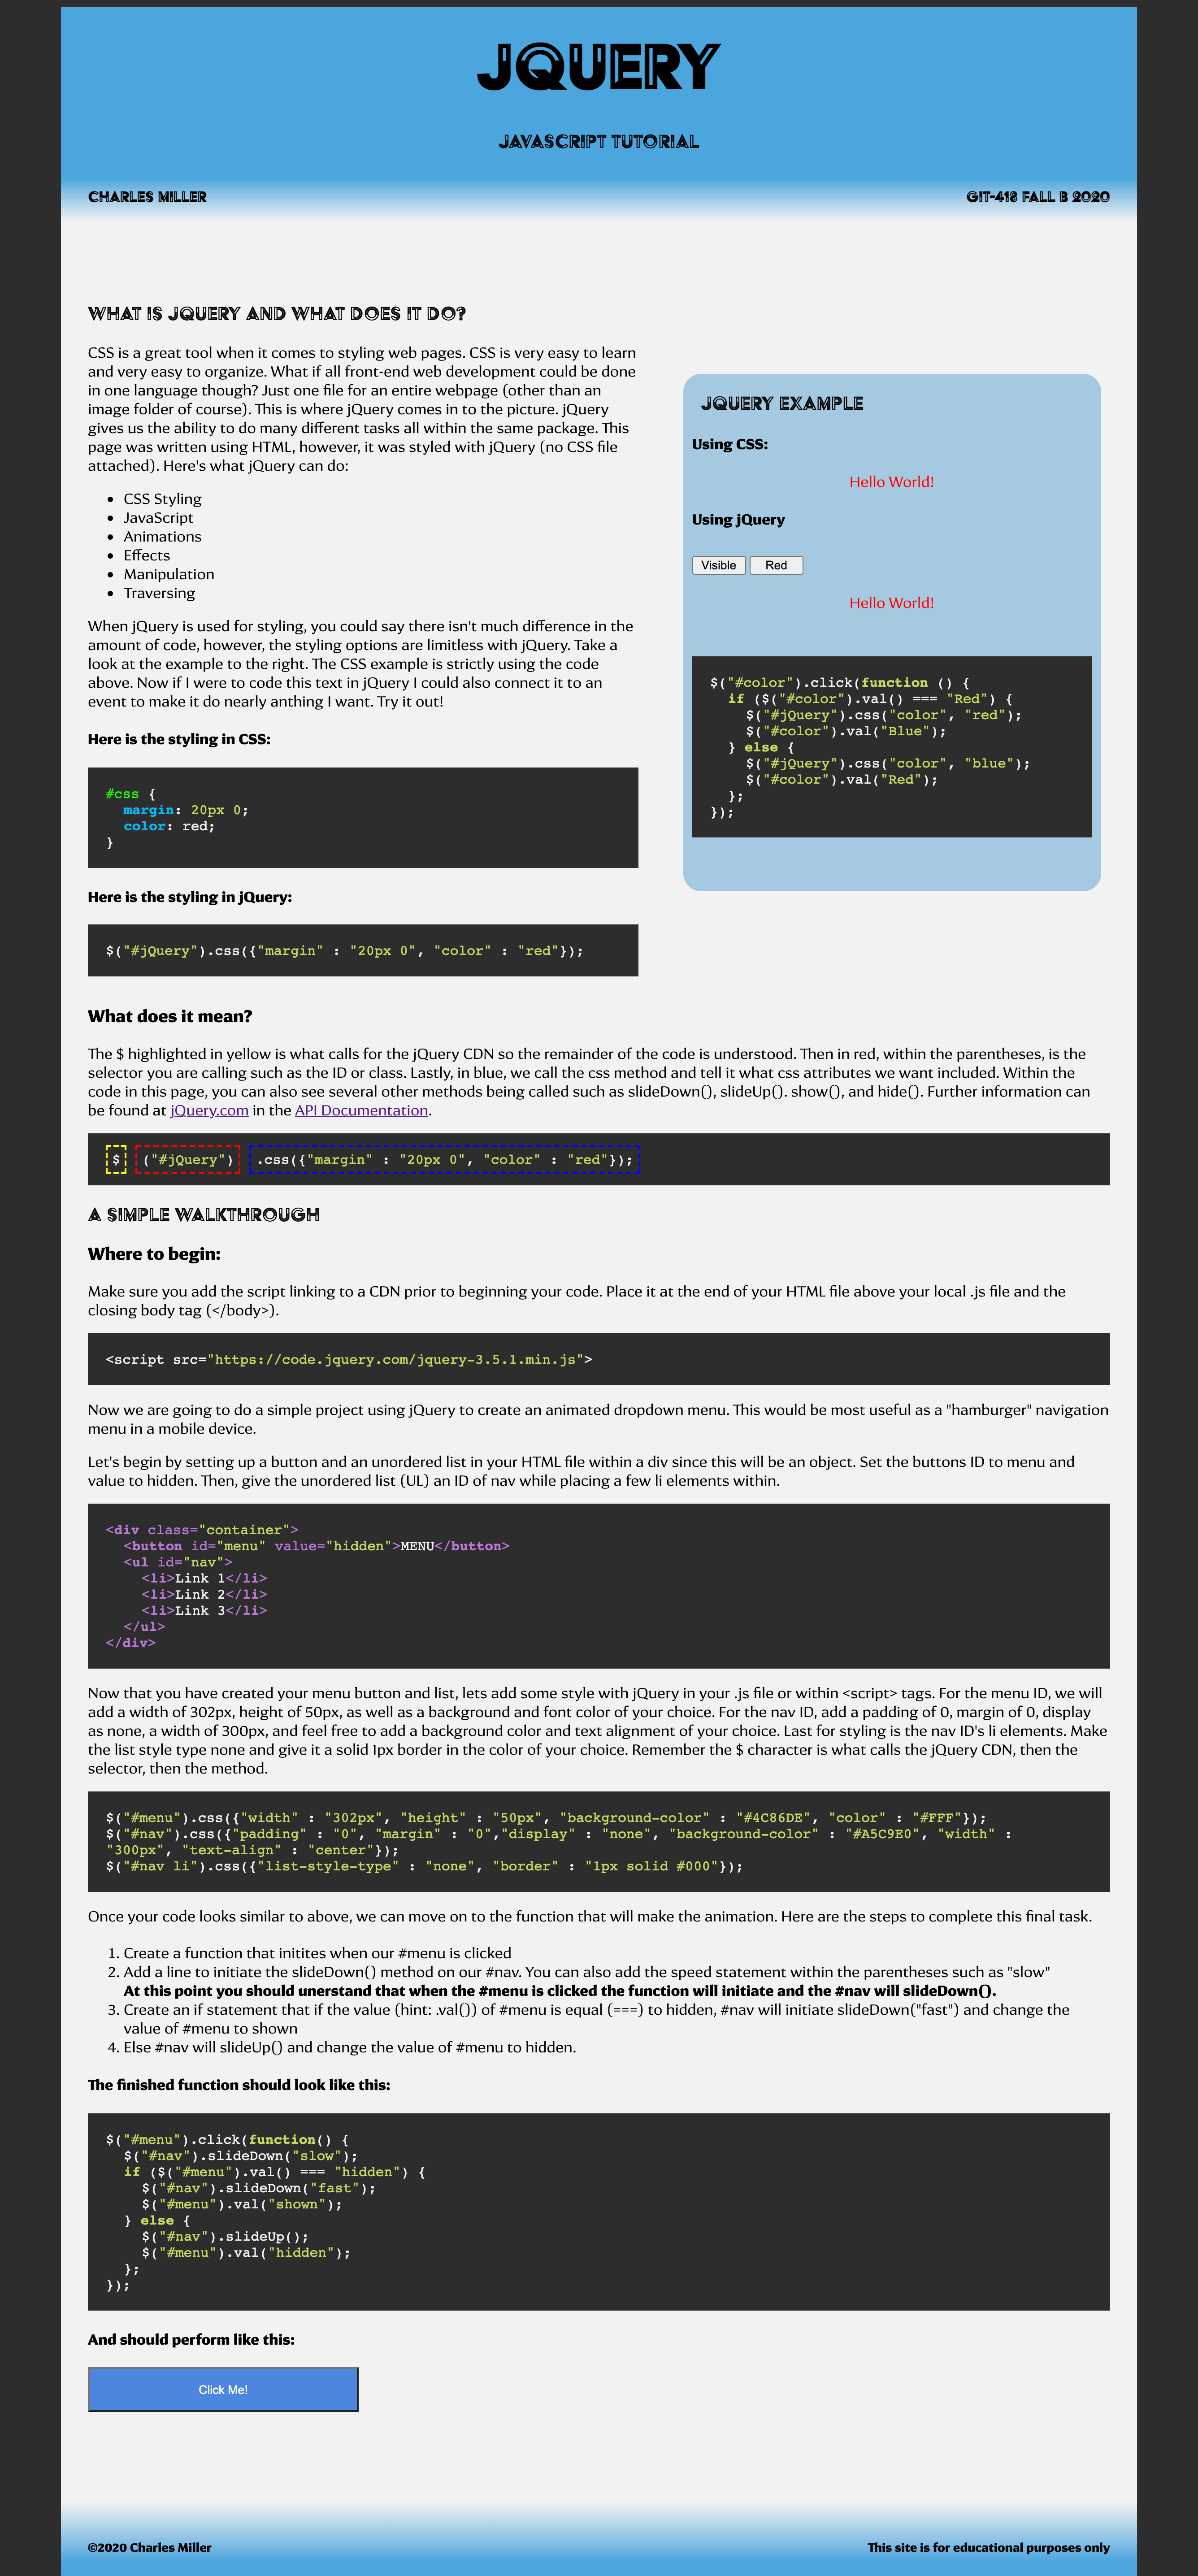 JQUERY
JAVASCRIPT TUTORIAL
CHARLES MILLER
GIT-418 FALL B 2020
WHAT IS JQUERY AND WHAT DOES IT DO?
CSS is a great tool when it comes to styling web pages. CSS is very easy to learn
and very easy to organize. What if all front-end web development could be done
in one language though? Just one file for an entire webpage (other than an
image folder of course). This is where jQuery comes in to the picture. jQuery
gives us the ability to do many different tasks all within the same package. This
page was written using HTML, however, it was styled with jQuery (no CSS file
attached). Here's what jQuery can do:
• CSS Styling
• JavaScript
• Animations
• Effects
• Manipulation
• Traversing
When jQuery is used for styling, you could say there isn't much difference in the
amount of code, however, the styling options are limitless with jQuery. Take a
look at the example to the right. The CSS example is strictly using the code
above. Now if I were to code this text in jQuery I could also connect it to an
event to make it do nearly anthing I want. Try it out!
Here is the styling in CSS:
#css {
margin: 20px 0;
color: red;
}
Here is the styling in jQuery:
$("#jQuery").css({"margin" : "20px 0", "color" : "red"});
JQUERY EXAMPLE
Using CSS:
Hello World!
Using jQuery
Visible Red
Hello World!
$("#color").click(function () {
if ($("#color").val() === "Red") {
$("#jQuery").css("color", "red");
$("#color").val("Blue");
} else {
$("#jQuery").css("color", "blue");
$("#color").val("Red");
};
});
What does it mean?
The $ highlighted in yellow is what calls for the jQuery CDN so the remainder of the code is understood. Then in red, within the parentheses, is the
selector you are calling such as the ID or class. Lastly, in blue, we call the css method and tell it what css attributes we want included. Within the
code in this page, you can also see several other methods being called such as slideDown(), slideUp(). show(), and hide(). Further information can
be found at jQuery.com in the API Documentation.
$ ("#jQuery") .css({"margin" : "20px 0", "color" : "red"});
A SIMPLE WALKTHROUGH
Where to begin:
Make sure you add the script linking to a CDN prior to beginning your code. Place it at the end of your HTML file above your local .js file and the
closing body tag (</body>).
<script src="https://code.jquery.com/jquery-3.5.1.min.js">
Now we are going to do a simple project using jQuery to create an animated dropdown menu. This would be most useful as a "hamburger" navigation
menu in a mobile device.
Let's begin by setting up a button and an unordered list in your HTML file within a div since this will be an object. Set the buttons ID to menu and
value to hidden. Then, give the unordered list (UL) an ID of nav while placing a few li elements within.
<div class="container">
<button id="menu" value="hidden">MENU</button>
<ul id="nav">
<li>Link 1</li>
<li>Link 2</li>
<li>Link 3</li>
</ul>
</div>
Now that you have created your menu button and list, lets add some style with jQuery in your .js file or within <script> tags. For the menu ID, we will
add a width of 302px, height of 50px, as well as a background and font color of your choice. For the nav ID, add a padding of 0, margin of 0, display
as none, a width of 300px, and feel free to add a background color and text alignment of your choice. Last for styling is the nav ID's li elements. Make
the list style type none and give it a solid 1px border in the color of your choice. Remember the $ character is what calls the jQuery CDN, then the
selector, then the method.
$("#menu").css({"width" : "302px", "height" : "50px", "background-color" : "#4C86DE", "color" : "#FFF"});
$("#nav").css({"padding" : "0", "margin" : "0","display" : "none", "background-color" : "#A5C9E0", "width" :
"300px", "text-align" : "center"});
$("#nav li").css({"list-style-type" : "none", "border" : "1px solid #000"});
Once your code looks similar to above, we can move on to the function that will make the animation. Here are the steps to complete this final task.
1. Create a function that initites when our #menu is clicked
2. Add a line to initiate the slideDown() method on our #nav. You can also add the speed statement within the parentheses such as "slow"
At this point you should unerstand that when the #menu is clicked the function will initiate and the #nav will slideDown().
3. Create an if statement that if the value (hint: .val()) of #menu is equal (===) to hidden, #nav will initiate slideDown("fast") and change the
value of #menu to shown
4. Else #nav will slideUp() and change the value of #menu to hidden.
The finished function should look like this:
$("#menu").click(function() {
$("#nav").slideDown("slow");
if ($("#menu").val() === "hidden") {
$("#nav").slideDown("fast");
$("#menu").val("shown");
} else {
$("#nav").slideUp();
$("#menu").val("hidden");
};
});
And should perform like this:
Click Me!
©2020 Charles Miller
This site is for educational purposes only